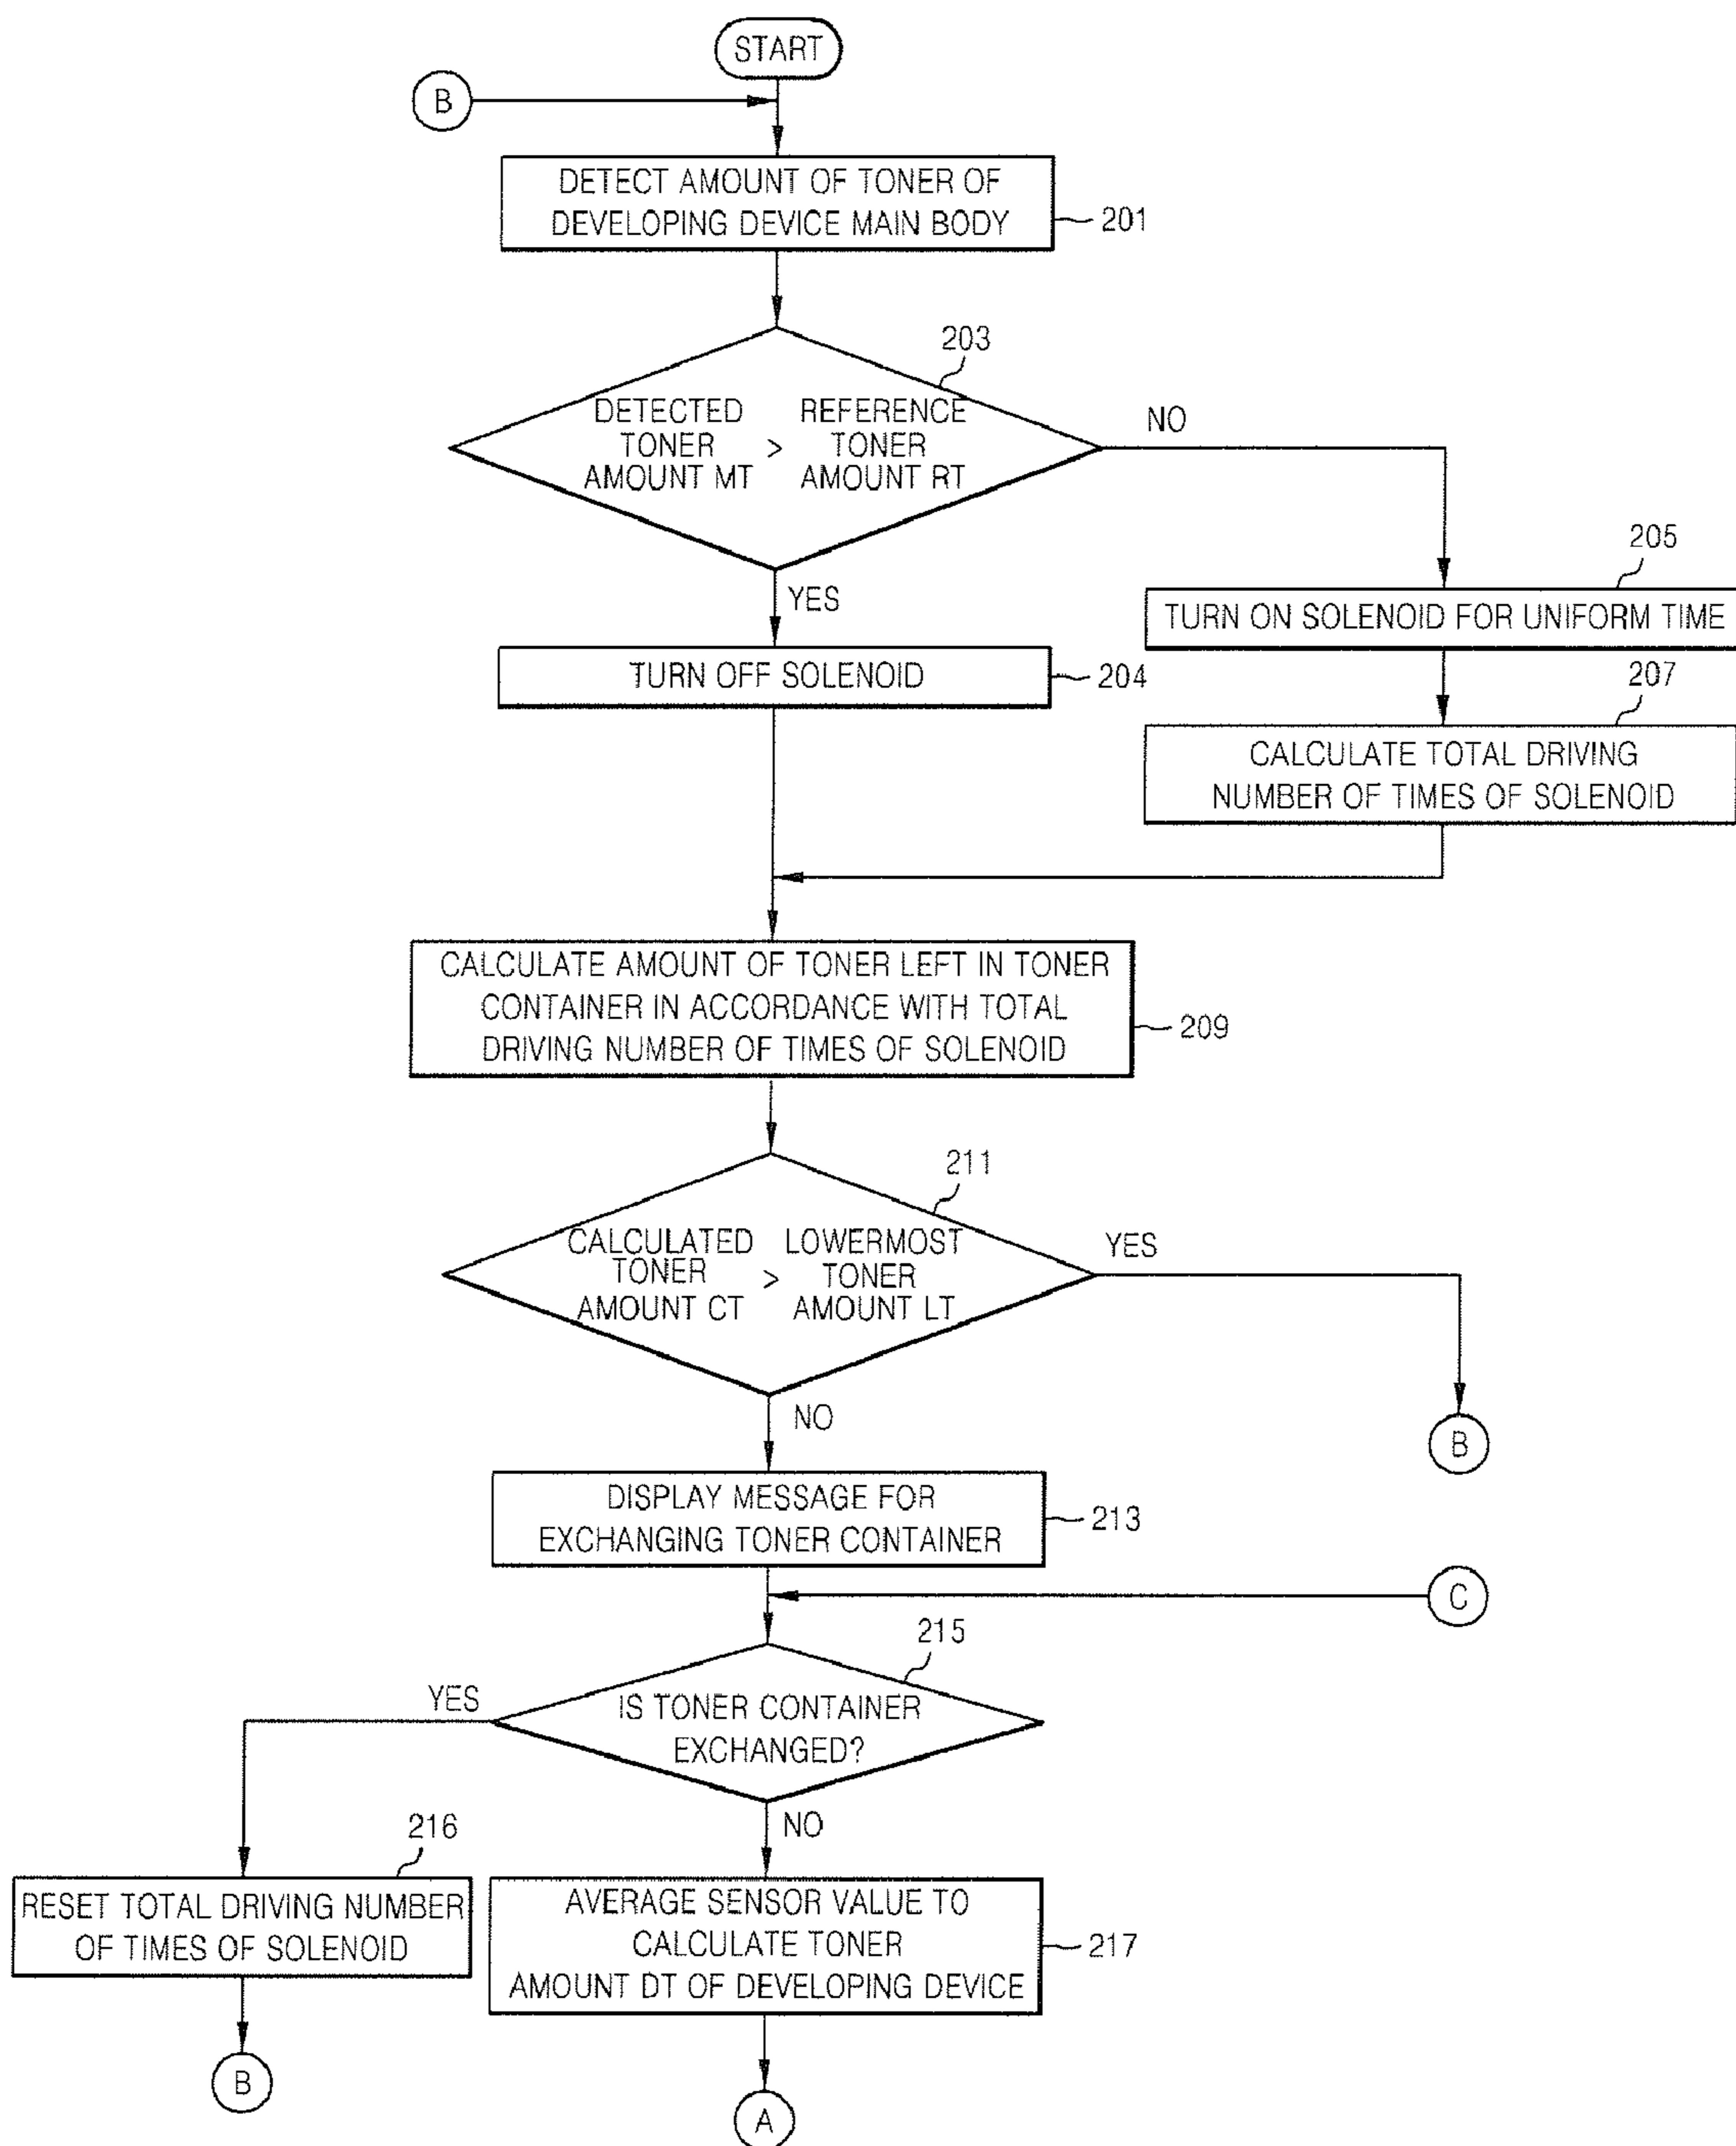 START
B
DETECT AMOUNT OF TONER OF
DEVELOPING DEVICE MAIN BODY
201
203
DETECTED
TONER
AMOUNT MT
>
REFERENCE
TONER
AMOUNT RT
NO
YES
205
TURN ON SOLENOID FOR UNIFORM TIME
TURN OFF SOLENOID
204
207
CALCULATE TOTAL DRIVING
NUMBER OF TIMES OF SOLENOID
CALCULATE AMOUNT OF TONER LEFT IN TONER
CONTAINER IN ACCORDANCE WITH TOTAL
DRIVING NUMBER OF TIMES OF SOLENOID
209
211
CALCULATED
TONER
AMOUNT CT
>
LOWERMOST
TONER
AMOUNT LT
YES
B
NO
DISPLAY MESSAGE FOR
EXCHANGING TONER CONTAINER
213
C
215
IS TONER CONTAINER
EXCHANGED?
YES
NO
216
RESET TOTAL DRIVING NUMBER
OF TIMES OF SOLENOID
AVERAGE SENSOR VALUE TO
CALCULATE TONER
AMOUNT DT OF DEVELOPING DEVICE
217
B
A